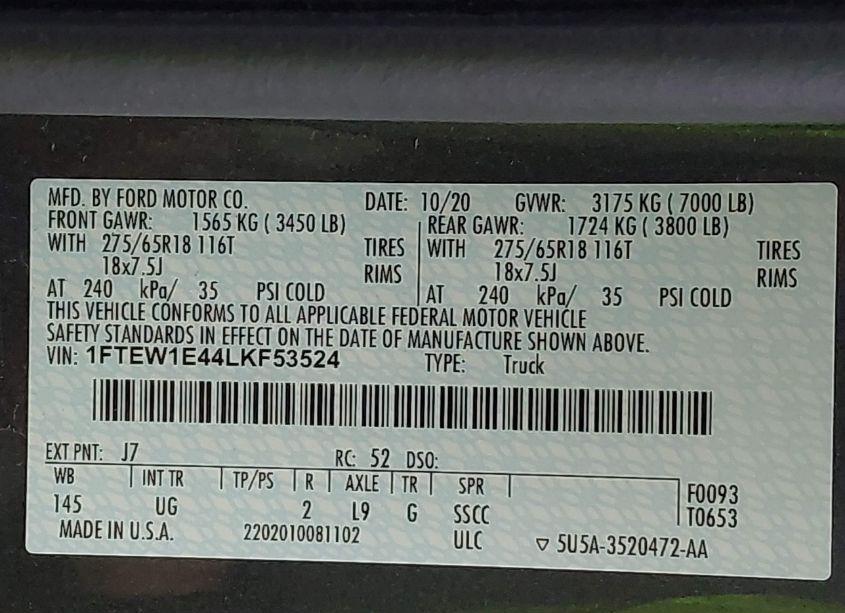 MFD. BY FORD MOTOR CO. DATE: 10/20 GVWR: 3175 KG ( 7000 LB)
FRONT GAWR: 1565 KG ( 3450 LB) REAR GAWR: 1724 KG ( 3800 LB)
WITH 275/65R18 116T TIRES WITH 275/65R18 116T TIRES
18x7.5J RIMS 18x7.5J RIMS
AT 240 kPa/ 35 PSI COLD AT 240 kPa/ 35 PSI COLD
THIS VEHICLE CONFORMS TO ALL APPLICABLE FEDERAL MOTOR VEHICLE
SAFETY STANDARDS IN EFFECT ON THE DATE OF MANUFACTURE SHOWN ABOVE.
VIN: 1FTEW1E44LKF53524 TYPE: Truck
EXT PNT: J7 RC: 52 DSO:
WB INT TR TP/PS R AXLE TR SPR F0093
145 UG 2 L9 G SSCC T0653
MADE IN U.S.A. 2202010081102 ULC ▽ 5U5A-3520472-AA